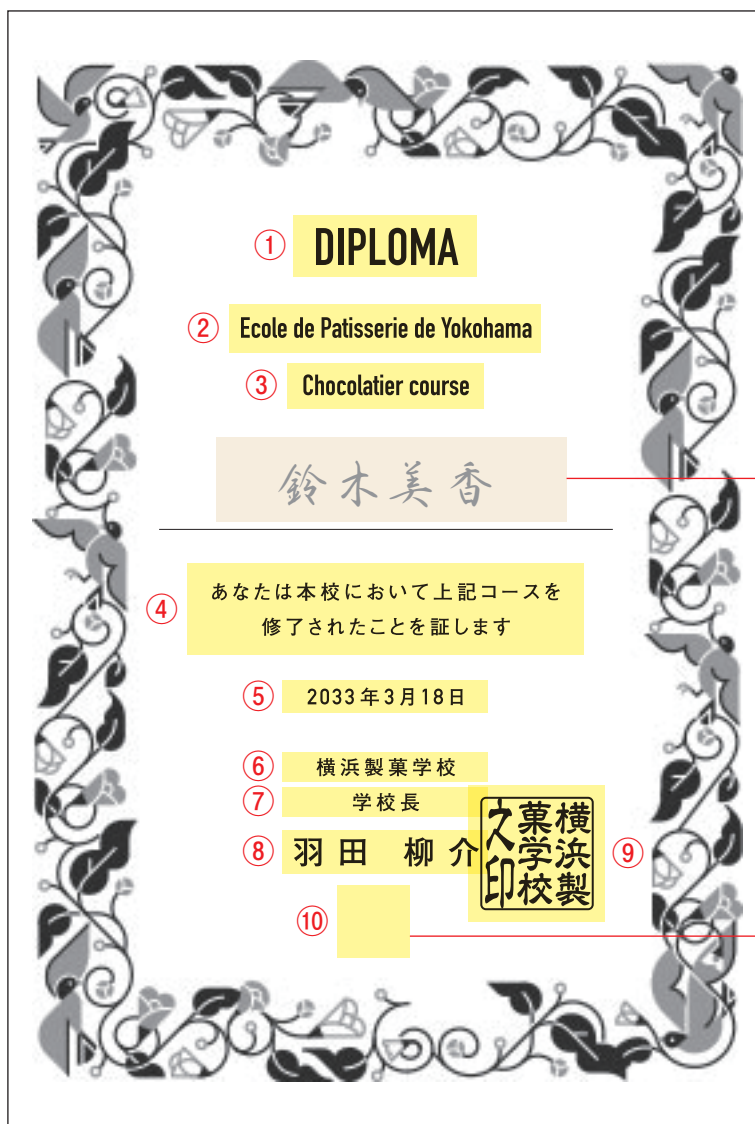 ① DIPLOMA
② Ecole de Patisserie de Yokohama
③ Chocolatier course
鈴木美香
④ あなたは本校において上記コースを
修了されたことを証します
⑤ 2033年3月18日
⑥ 横浜製菓学校
⑦ 学校長
⑧ 羽田 柳介
横浜製菓学校之印 ⑨
⑩